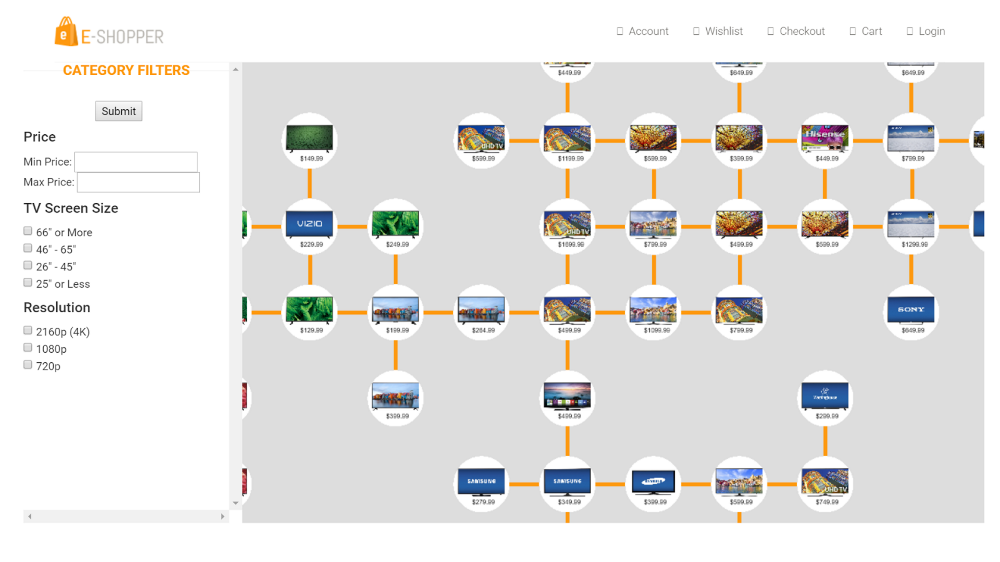 E-SHOPPER
Account Wishlist Checkout Cart Login
CATEGORY FILTERS
Submit
Price
Min Price:
Max Price:
TV Screen Size
66" or More
46" - 65"
26" - 45"
25" or Less
Resolution
2160p (4K)
1080p
720p
$449.99 $649.99 $649.99
UHD TV Hisense SONY
$149.99 $599.99 $1199.99 $599.99 $399.99 $449.99 $799.99
VIZIO UHD TV SONY
$229.99 $249.99 $1699.99 $799.99 $499.99 $599.99 $1299.99
SONY
$129.99 $199.99 $264.99 $499.99 $1099.99 $799.99 $649.99
Westinghouse
$399.99 $499.99 $299.99
SAMSUNG SAMSUNG SAMSUNG UHD TV
$279.99 $349.99 $399.99 $599.99 $749.99